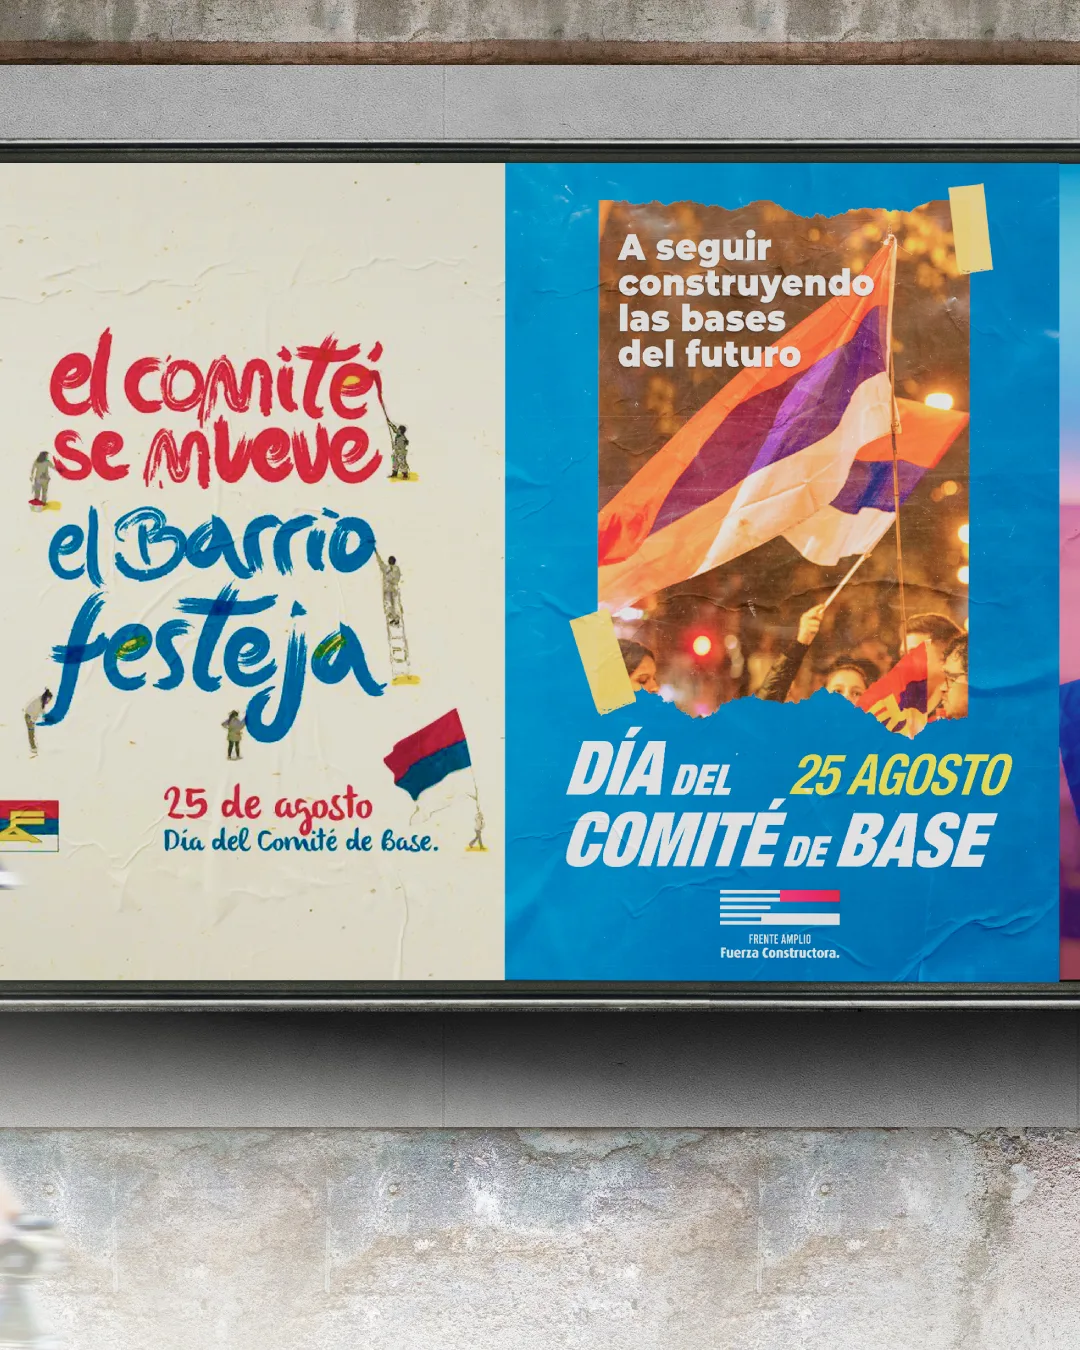 el comité
se mueve
el Barrio
festeja
25 de agosto
Día del Comité de Base.
A seguir
construyendo
las bases
del futuro
DÍA DEL 25 AGOSTO
COMITÉ DE BASE
FRENTE AMPLIO
Fuerza Constructora.